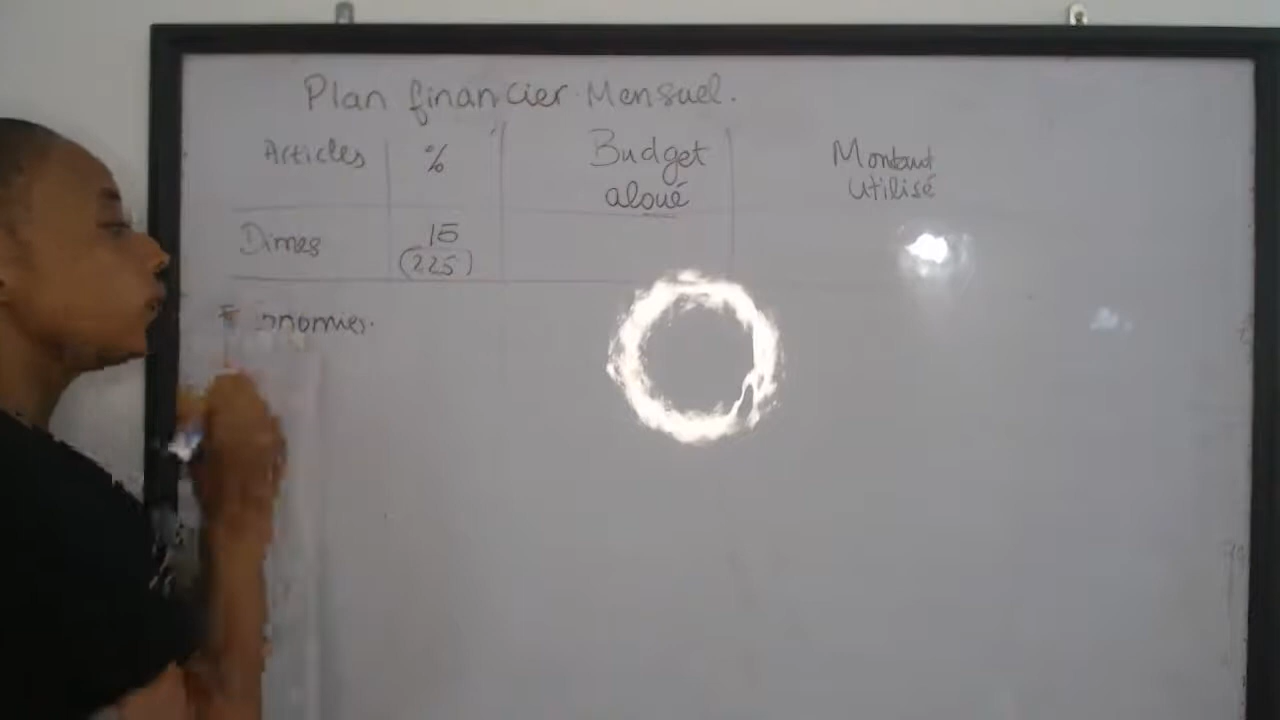 Plan financier Mensuel.
Articles % Budget aloué Montant utilisé
Dimes 15 (225)